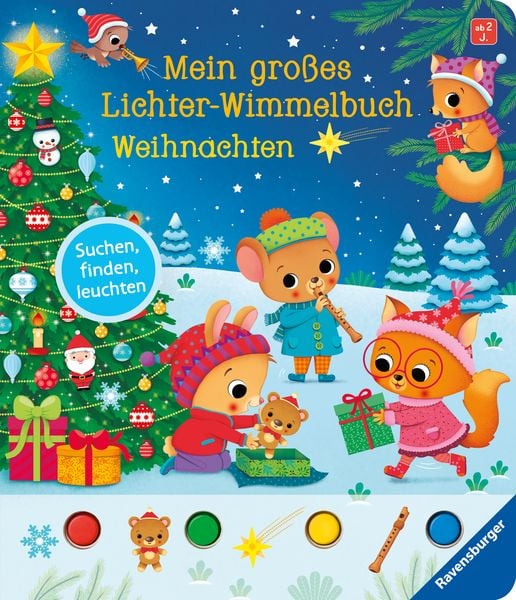 ab 2
J.
Mein großes
Lichter-Wimmelbuch
Weihnachten
Suchen,
finden,
leuchten
Ravensburger